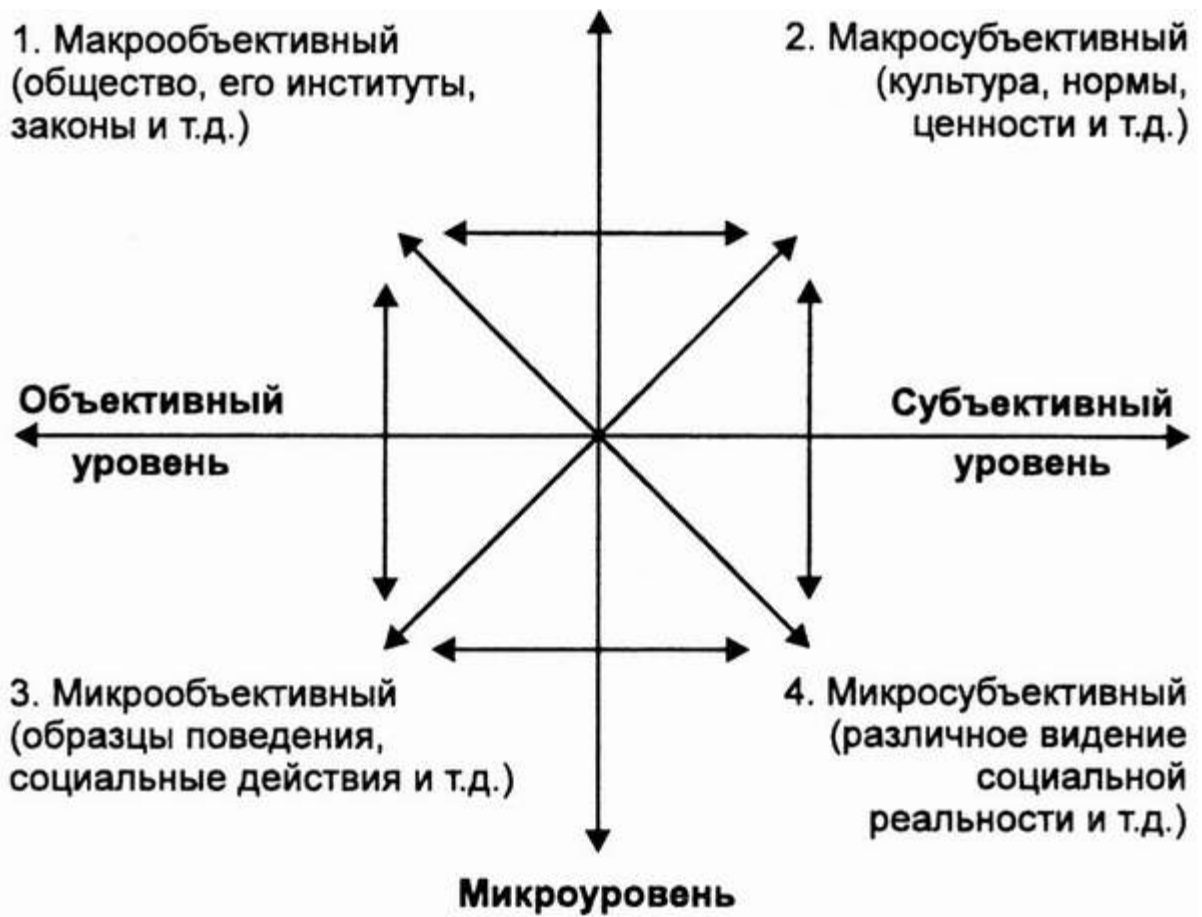 1. Макрообъективный
(общество, его институты,
законы и т.д.)
2. Макросубъективный
(культура, нормы,
ценности и т.д.)
Объективный
уровень
Субъективный
уровень
3. Микрообъективный
(образцы поведения,
социальные действия и т.д.)
4. Микросубъективный
(различное видение
социальной
реальности и т.д.)
Микроуровень